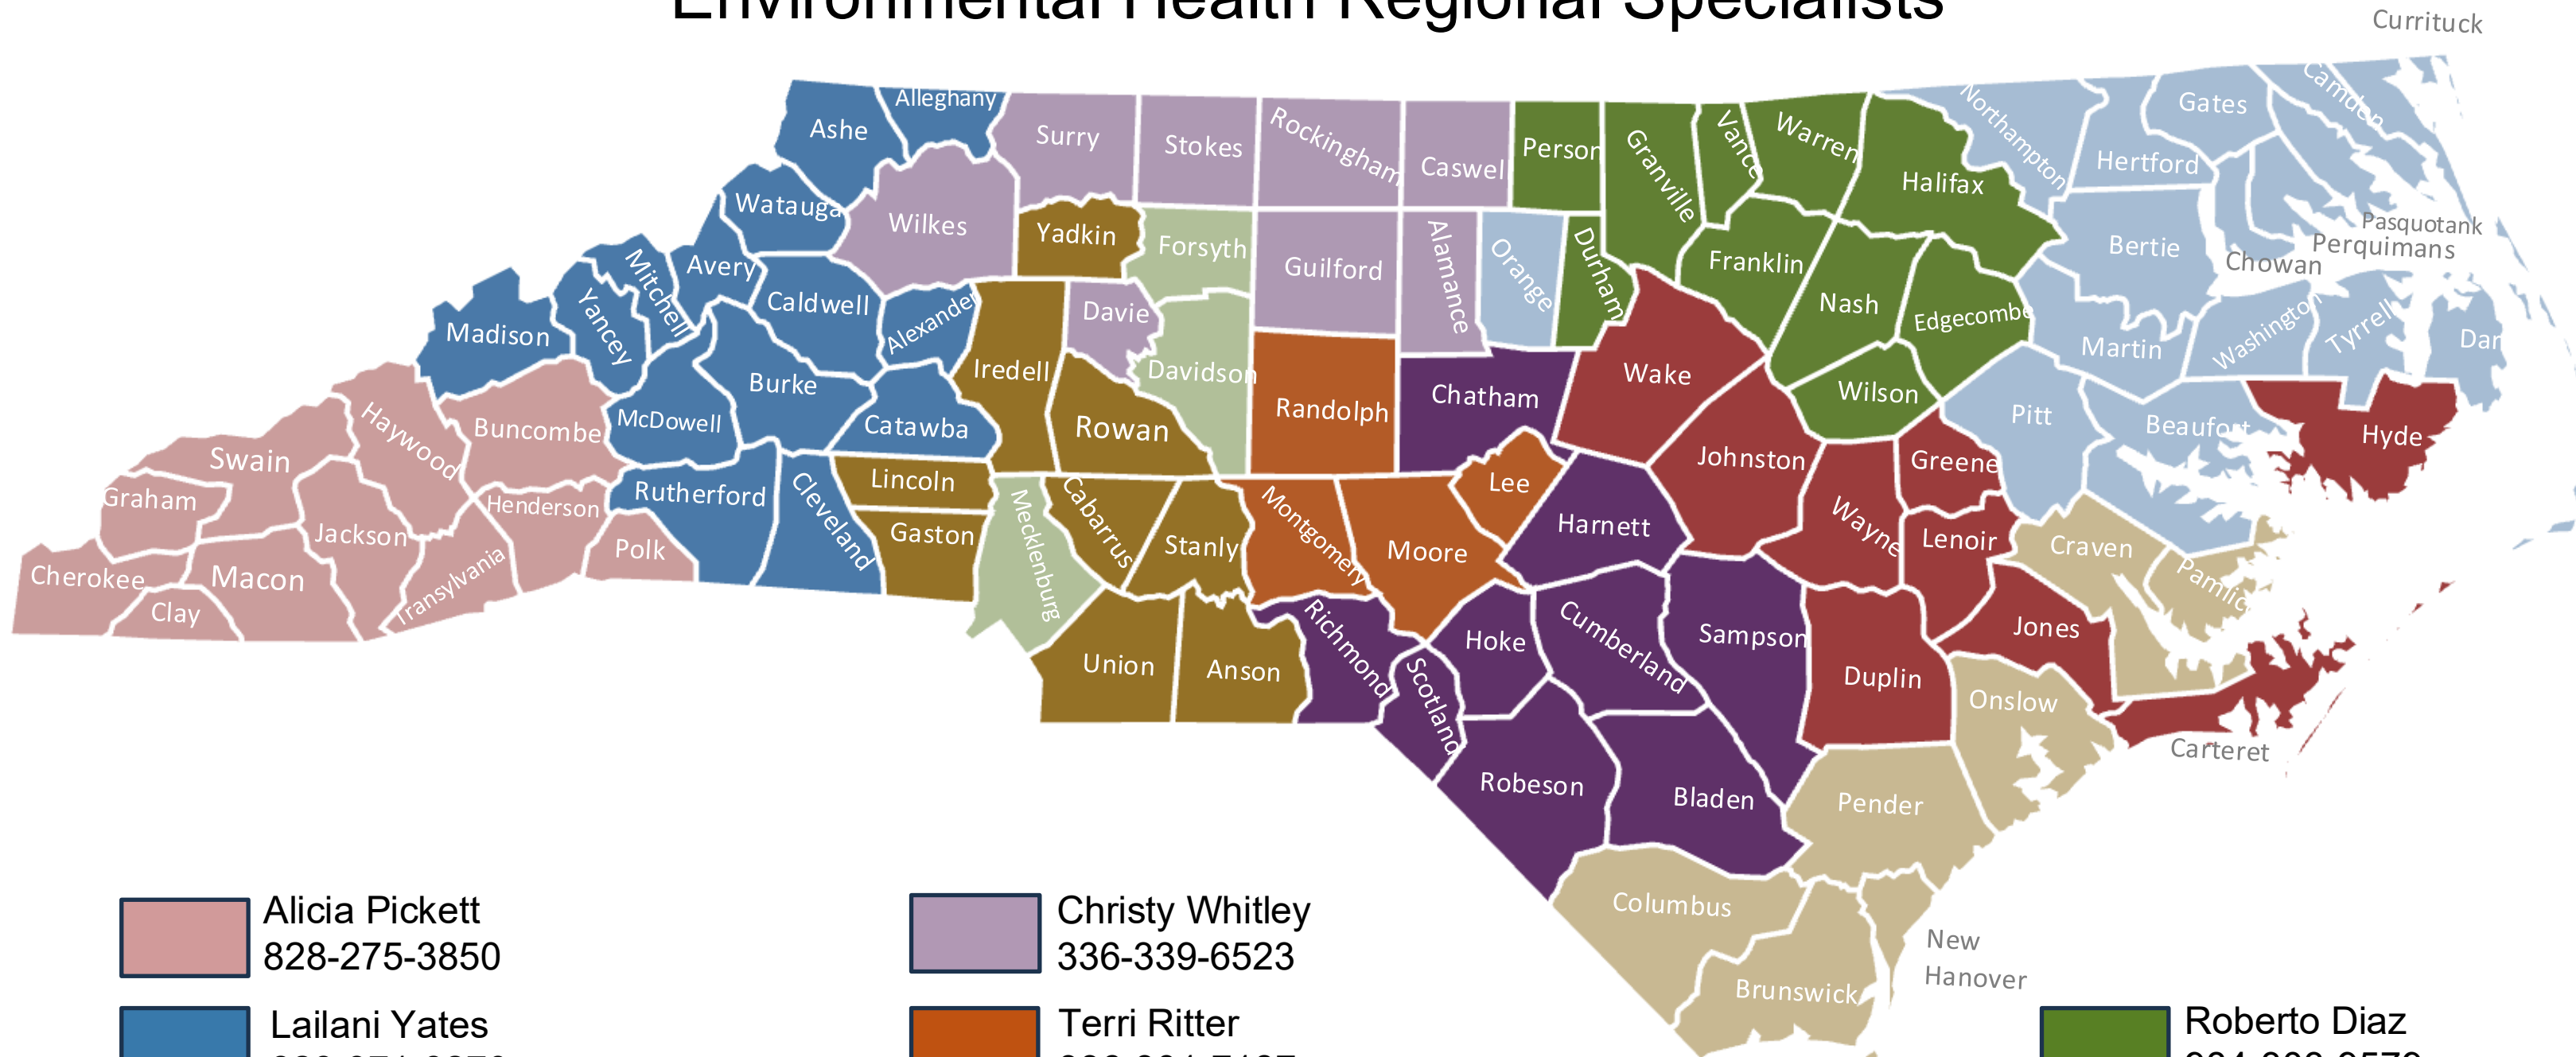 Environmental Health Regional Specialists
Currituck
Alleghany
Ashe
Surry
Stokes
Rockingham
Caswel
Person
Granville
Vance
Warren
Halifax
Northampton
Gates
Camden
Hertford
Watauga
Wilkes
Yadkin
Forsyth
Guilford
Alamance
Orange
Durham
Franklin
Nash
Edgecombe
Bertie
Pasquotank
Perquimans
Chowan
Madison
Yancey
Mitchell
Avery
Caldwell
Alexander
Iredell
Davie
Davidson
Randolph
Chatham
Wake
Wilson
Martin
Washington
Tyrrell
Dar
Haywood
Buncombe
McDowell
Burke
Catawba
Rowan
Johnston
Greene
Pitt
Beaufort
Hyde
Swain
Graham
Jackson
Henderson
Rutherford
Cleveland
Lincoln
Gaston
Mecklenburg
Cabarrus
Stanly
Montgomery
Moore
Lee
Harnett
Wayne
Lenoir
Craven
Pamlic
Cherokee
Clay
Macon
Transylvania
Polk
Union
Anson
Richmond
Scotland
Hoke
Cumberland
Sampson
Duplin
Jones
Onslow
Carteret
Robeson
Bladen
Pender
Columbus
Brunswick
New
Hanover
Alicia Pickett
828-275-3850
Christy Whitley
336-339-6523
Lailani Yates
Terri Ritter
Roberto Diaz